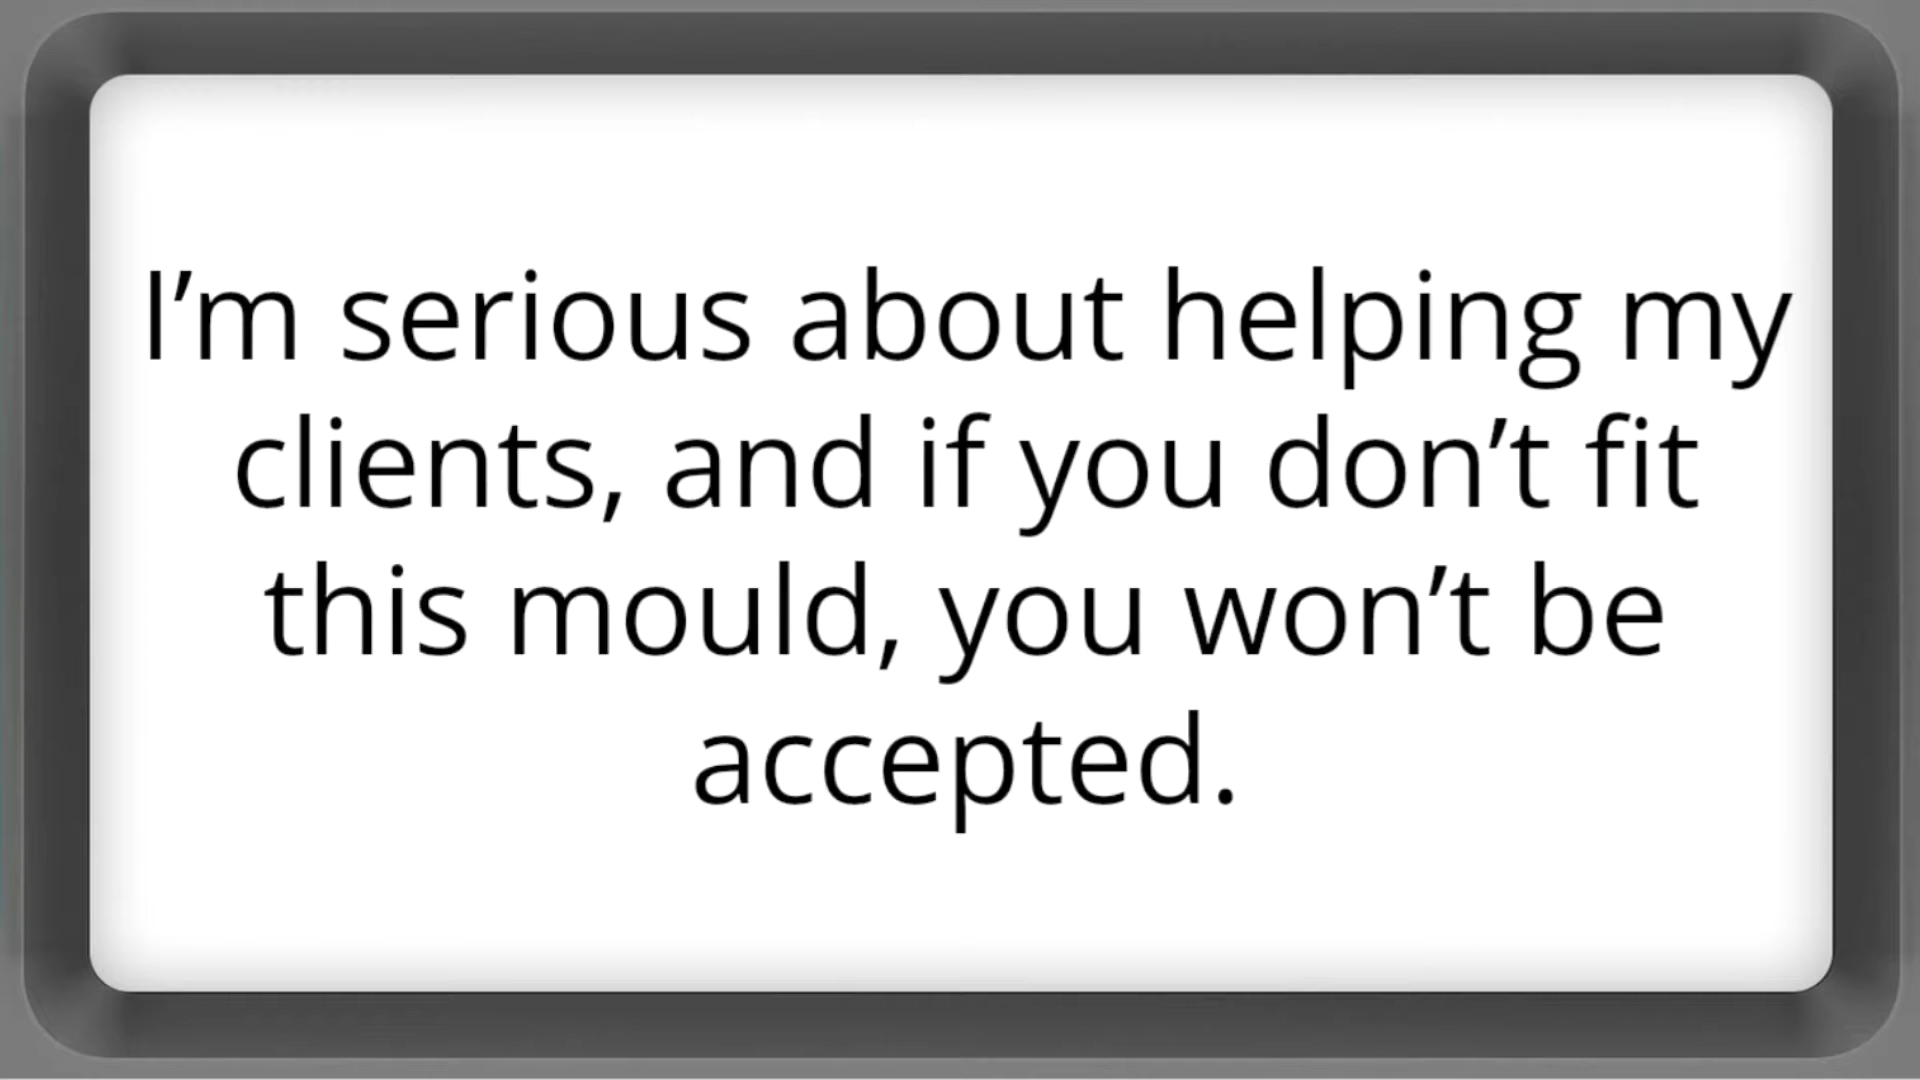 I’m serious about helping my
clients, and if you don’t fit
this mould, you won’t be
accepted.